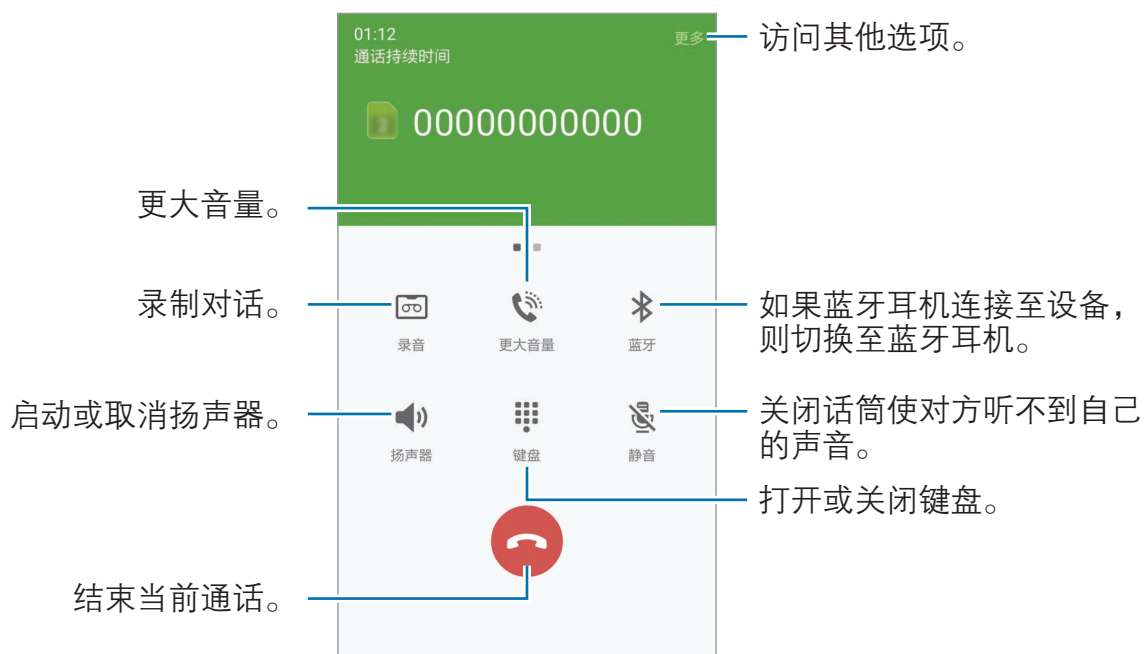 01:12
更多
访问其他选项。
通话持续时间
00000000000
更大音量。
录制对话。
录音
更大音量
蓝牙
如果蓝牙耳机连接至设备，
则切换至蓝牙耳机。
启动或取消扬声器。
扬声器
键盘
静音
关闭话筒使对方听不到自己
的声音。
打开或关闭键盘。
结束当前通话。